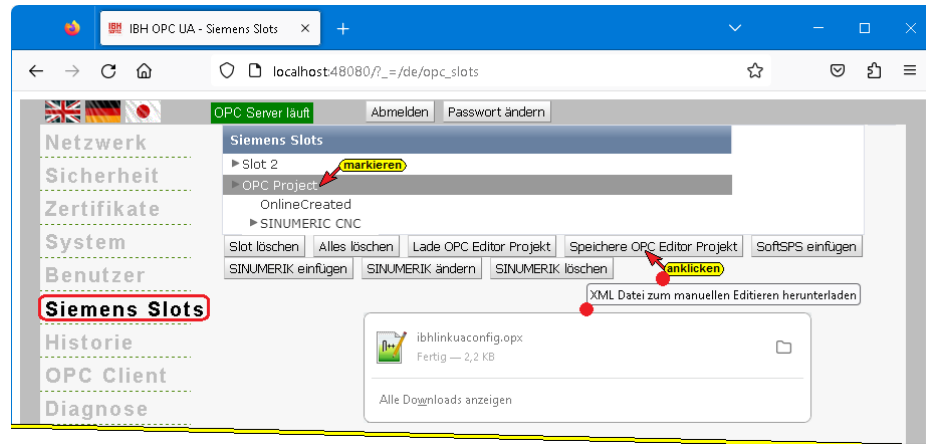 IBH OPC UA - Siemens Slots
localhost:48080/?_=/de/opc_slots
OPC Server läuft
Abmelden
Passwort ändern
Netzwerk
Sicherheit
Zertifikate
System
Benutzer
Siemens Slots
Historie
OPC Client
Diagnose
Siemens Slots
Slot 2
markieren
OPC Project
OnlineCreated
SINUMERIC CNC
Slot löschen
Alles löschen
Lade OPC Editor Projekt
Speichere OPC Editor Projekt
SoftSPS einfügen
SINUMERIK einfügen
SINUMERIK ändern
SINUMERIK löschen
anklicken
XML Datei zum manuellen Editieren herunterladen
ibhlinkuaconfig.opx
Fertig — 2,2 KB
Alle Downloads anzeigen